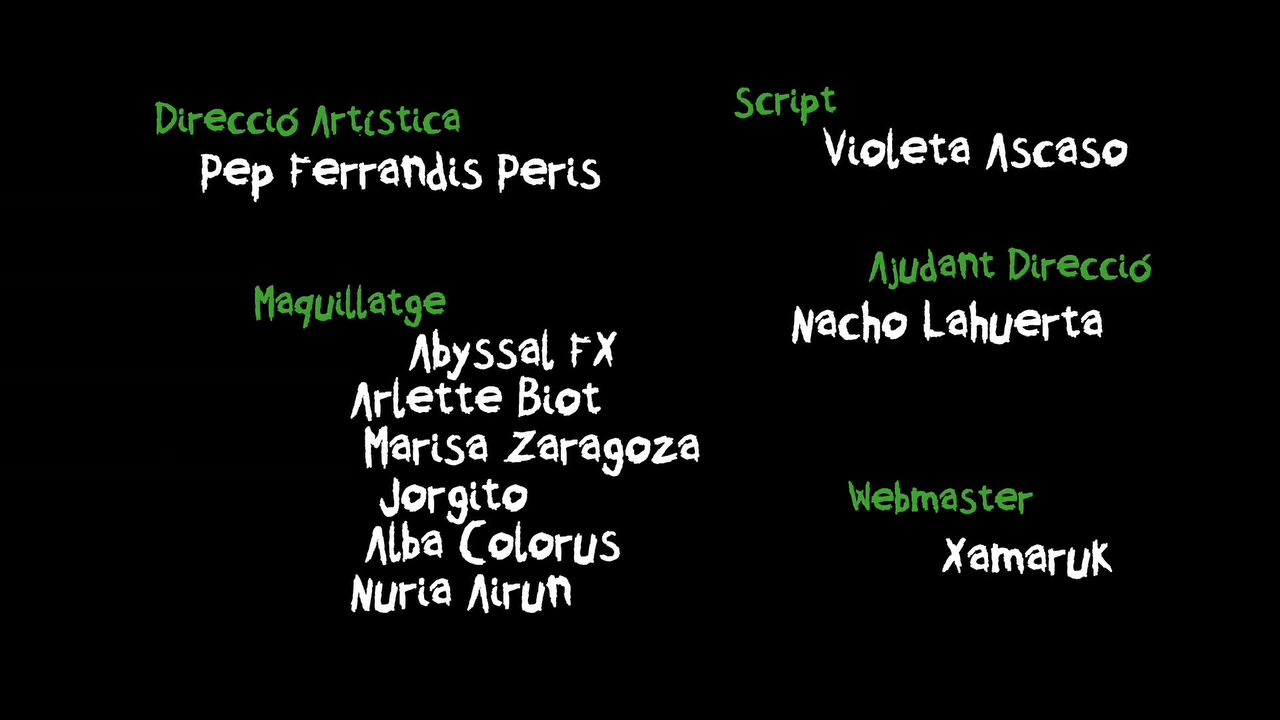 Direcció Artística
Pep Ferrandis Peris
Maquillatge
Abyssal FX
Arlette Biot
Marisa Zaragoza
Jorgito
Alba Colorus
Nuria Airun
Script
Violeta Ascaso
Ajudant Direcció
Nacho Lahuerta
Webmaster
Xamaruk